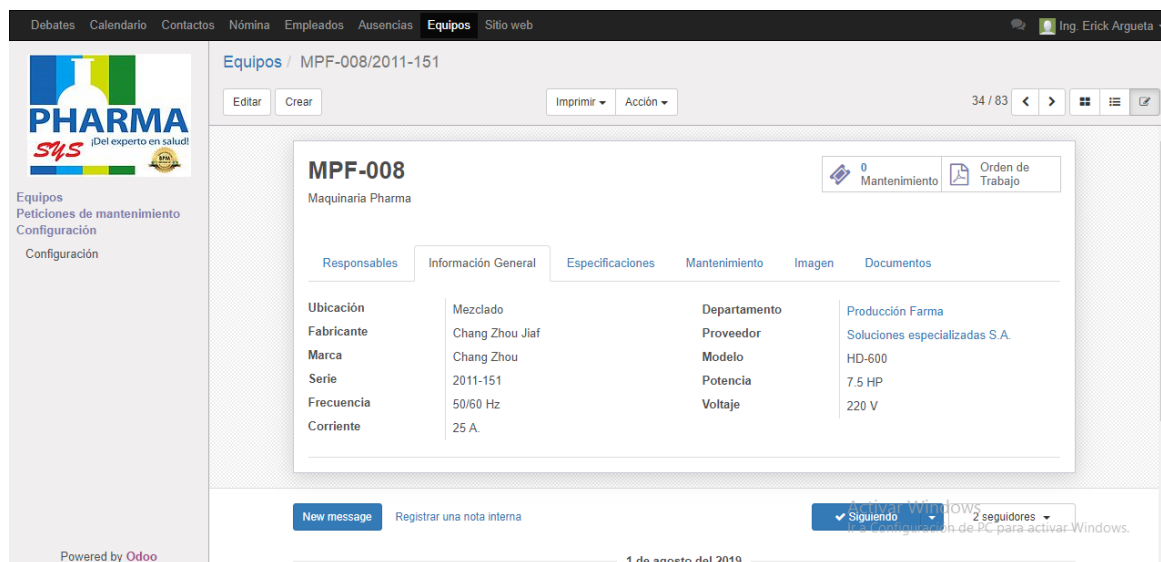 Debates Calendario Contactos Nómina Empleados Ausencias Equipos Sitio web Ing. Erick Argueta
PHARMA
SYS ¡Del experto en salud!
BPM
Equipos
Peticiones de mantenimiento
Configuración
Configuración
Powered by Odoo
Equipos / MPF-008/2011-151
Editar Crear Imprimir Acción 34 / 83
MPF-008
Maquinaria Pharma
0
Mantenimiento
Orden de
Trabajo
Responsables Información General Especificaciones Mantenimiento Imagen Documentos
Ubicación Mezclado Departamento Producción Farma
Fabricante Chang Zhou Jiaf Proveedor Soluciones especializadas S.A.
Marca Chang Zhou Modelo HD-600
Serie 2011-151 Potencia 7.5 HP
Frecuencia 50/60 Hz Voltaje 220 V
Corriente 25 A.
New message Registrar una nota interna Siguiendo 2 seguidores
Activar Windows
Ir a Configuración de PC para activar Windows.
1 de agosto del 2019